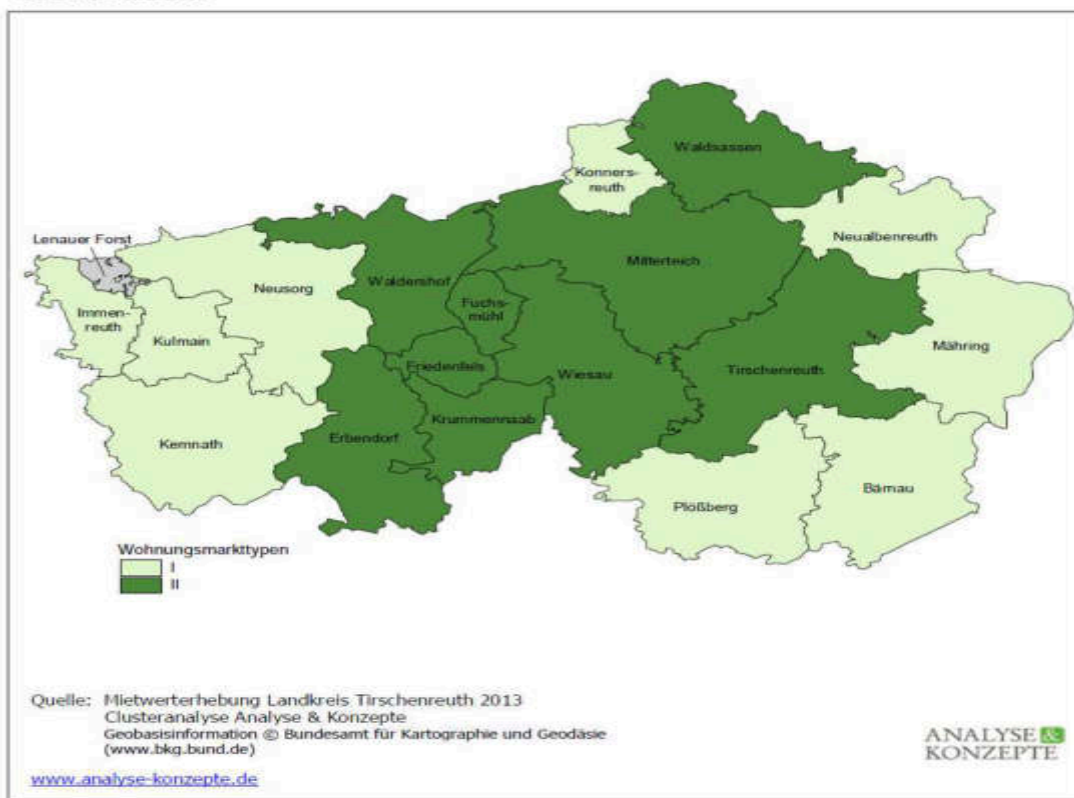 Waldsassen
Konners-
reuth
Neualbenreuth
Lenauer Forst
Mitterteich
Waldershof
Neusorg
Fuchs-
mühl
Immen-
reuth
Kulmain
Mähring
Friedenfels
Wiesau
Tirschenreuth
Krummennaab
Kemnath
Erbendorf
Bärnau
Plößberg
Wohnungsmarkttypen
I
II
Quelle: Mietwerterhebung Landkreis Tirschenreuth 2013
Clusteranalyse Analyse & Konzepte
Geobasisinformation © Bundesamt für Kartographie und Geodäsie
(www.bkg.bund.de)
ANALYSE &
KONZEPTE
www.analyse-konzepte.de